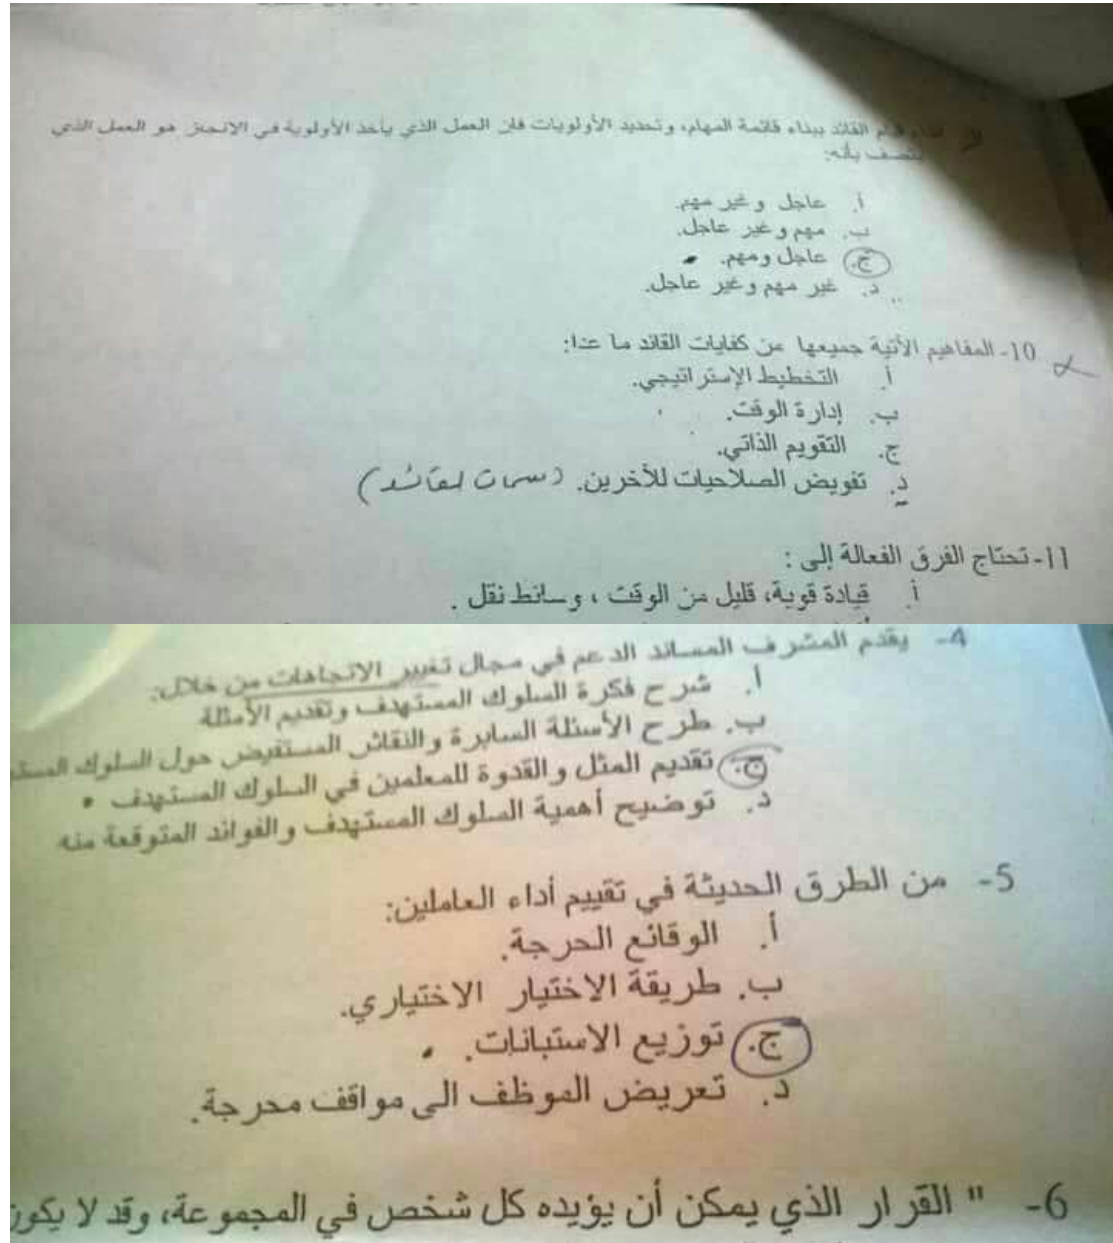 قيام القائد ببناء قائمة المهام، وتحديد الأولويات فان العمل الذي يأخذ الأولوية في الانجاز هو العمل الذي
يتصف بأنه:
أ. عاجل وغير مهم.
ب. مهم وغير عاجل.
ج. عاجل ومهم.
د. غير مهم وغير عاجل.
10- المفاهيم الآتية جميعها من كفايات القائد ما عدا:
أ. التخطيط الإستراتيجي.
ب. إدارة الوقت.
ج. التقويم الذاتي.
د. تفويض الصلاحيات للأخرين. (سمات لقائد)
11- تحتاج الفرق الفعالة إلى :
أ. قيادة قوية، قليل من الوقت ، وسائط نقل .
4- يقدم المشرف المساند الدعم في مجال تغيير الاتجاهات من خلال:
أ. شرح فكرة السلوك المستهدف وتقديم الأمثلة
ب. طرح الأسئلة السابرة والنقاش المستفيض حول السلوك
ج. تقديم المثل والقدوة للمعلمين في السلوك المستهدف
د. توضيح أهمية السلوك المستهدف والفوائد المتوقعة منه
5- من الطرق الحديثة في تقييم أداء العاملين:
أ. الوقائع الحرجة.
ب. طريقة الاختيار الاختياري.
ج. توزيع الاستبانات.
د. تعريض الموظف الى مواقف محرجة.
6- " القرار الذي يمكن أن يؤيده كل شخص في المجموعة، وقد لا يكون